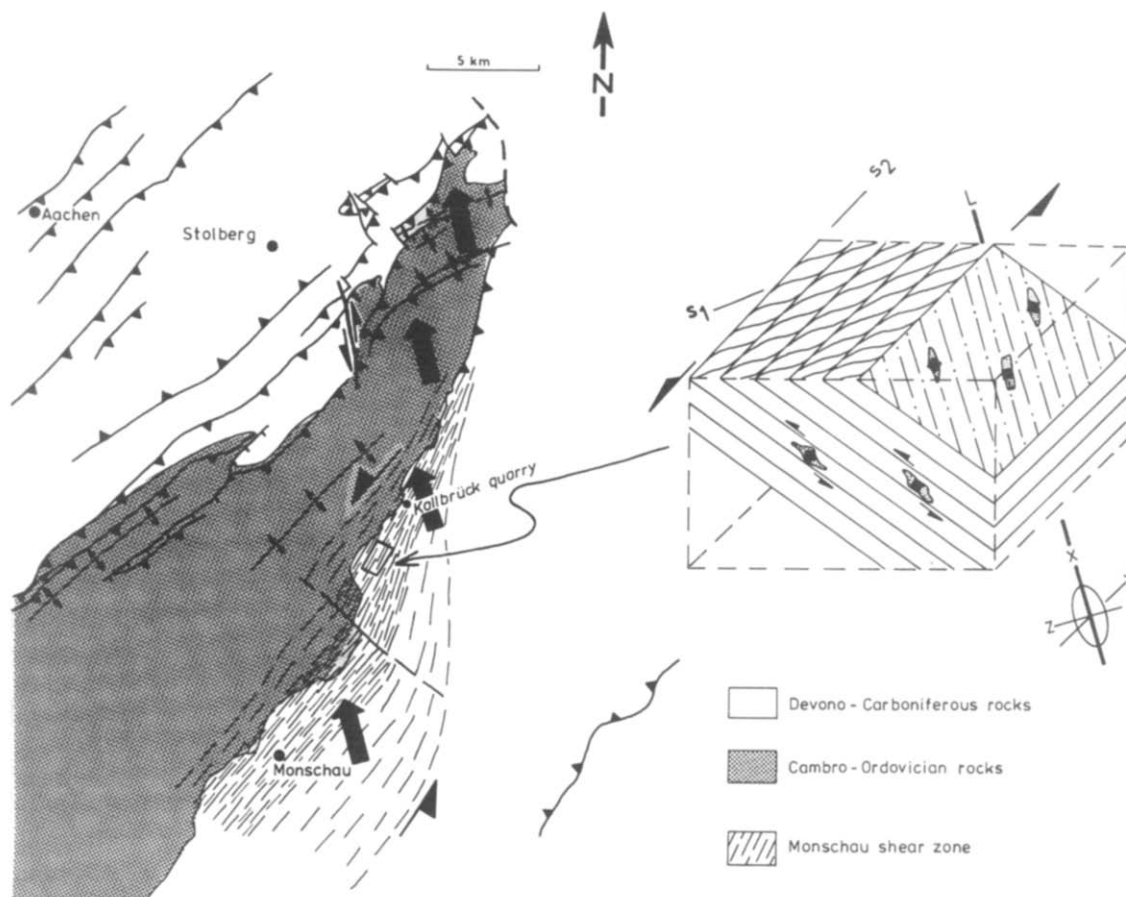 5 km
N
Aachen
Stolberg
Kallbrück quarry
Monschau
S2
S1
L
X
Z
Devono-Carboniferous rocks
Cambro-Ordovician rocks
Monschau shear zone